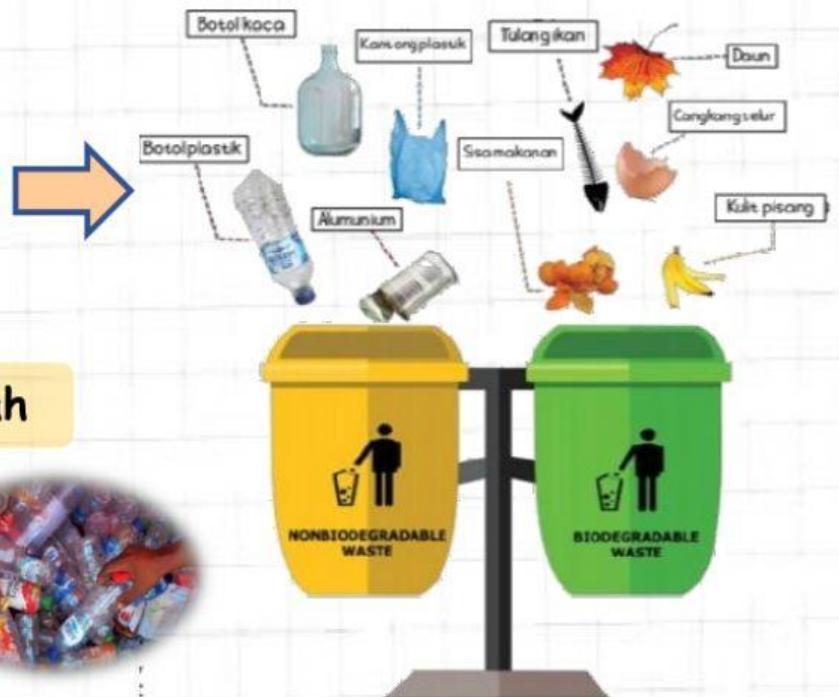 Botol kaca
Kantong plastik
Tulang ikan
Daun
Cangkang telur
Botol plastik
Sisa makanan
Alumunium
Kulit pisang
NONBIODEGRADABLE
WASTE
BIODEGRADABLE
WASTE